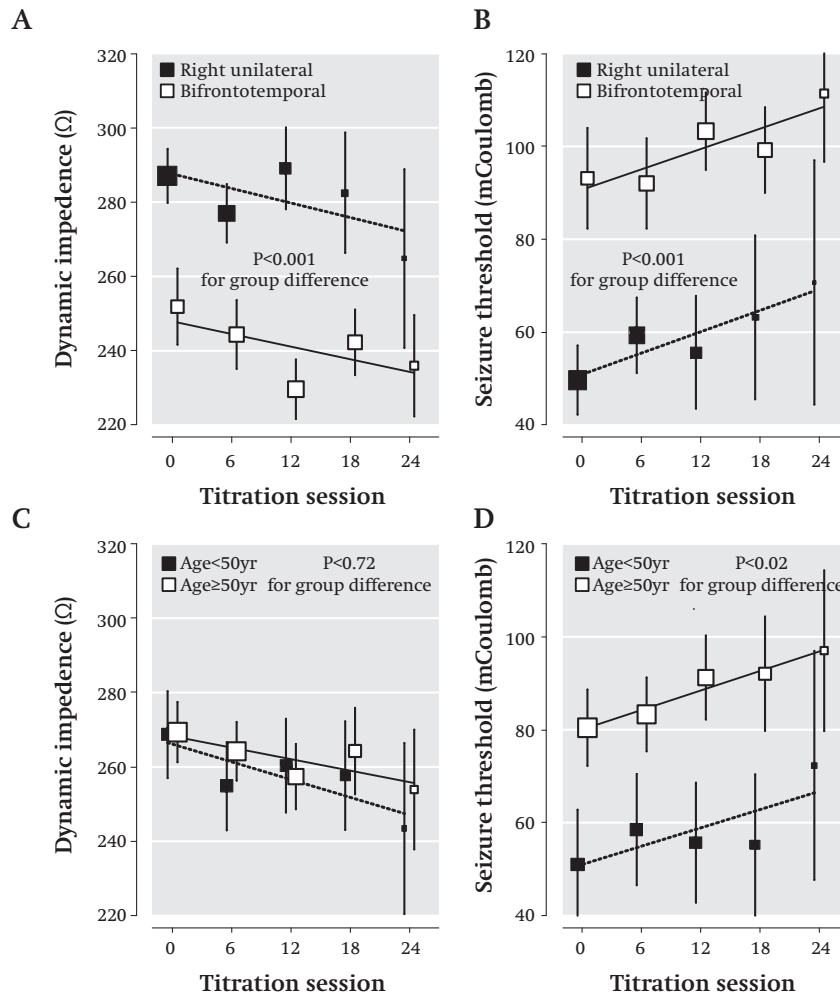 A
Dynamic impedence (Ω)
320
300
280
260
240
220
Right unilateral
Bifrontotemporal
P<0.001
for group difference
0 6 12 18 24
Titration session
B
Seizure threshold (mCoulomb)
120
100
80
60
40
Right unilateral
Bifrontotemporal
P<0.001
for group difference
0 6 12 18 24
Titration session
C
Dynamic impedence (Ω)
320
300
280
260
240
220
Age<50yr P<0.72
Age≥50yr for group difference
0 6 12 18 24
Titration session
D
Seizure threshold (mCoulomb)
120
100
80
60
40
Age<50yr P<0.02
Age≥50yr for group difference
0 6 12 18 24
Titration session